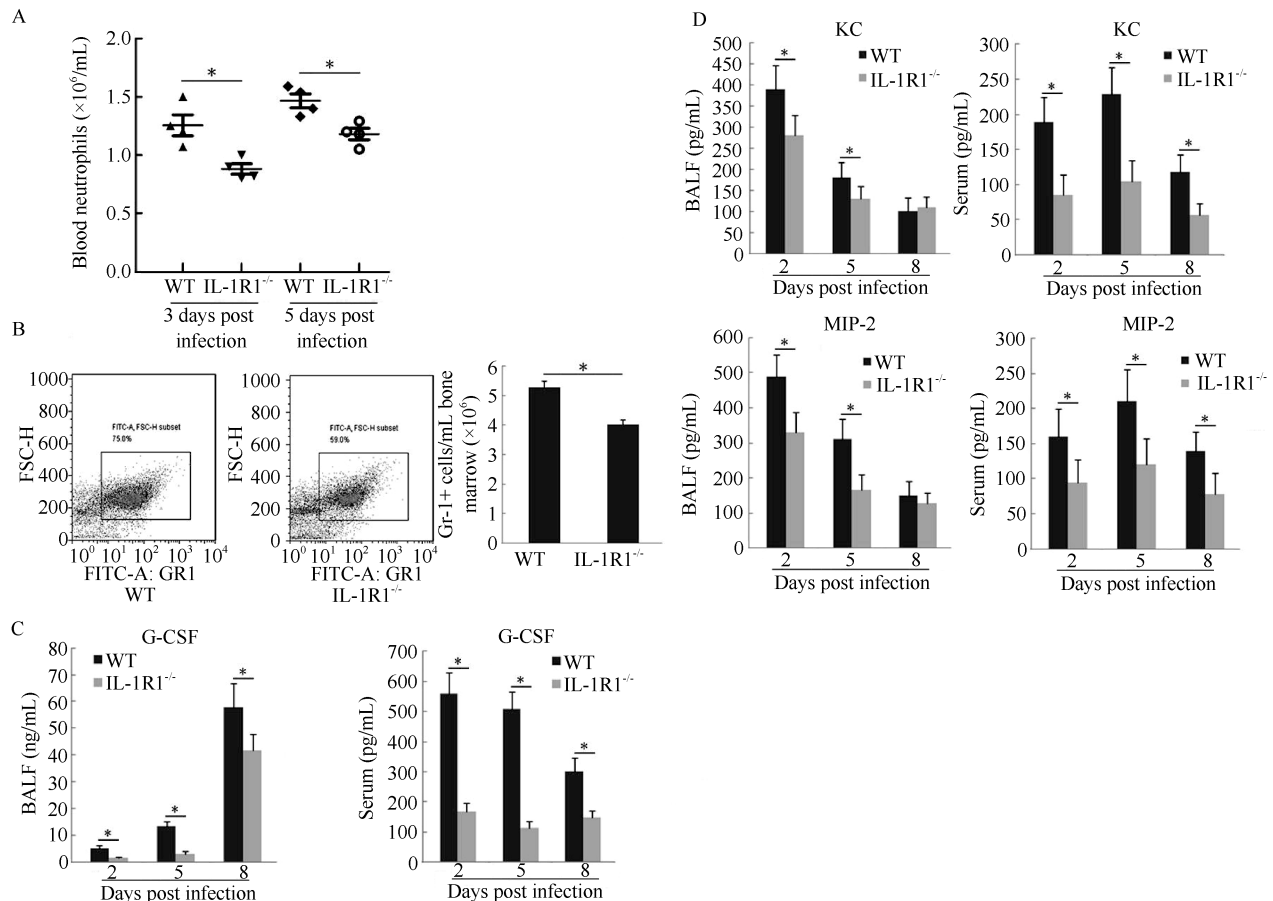 A
2.0
1.5
1.0
0.5
0.0
Blood neutrophils (×10⁶/mL)
*
*
WT IL-1R1⁻/⁻ WT IL-1R1⁻/⁻
3 days post
infection
5 days post
infection
B
1000
800
600
400
200
0
FSC-H
FITC-A, FSC-H subset
75.0%
10⁰ 10¹ 10² 10³ 10⁴
FITC-A: GR1
WT
1000
800
600
400
200
0
FSC-H
FITC-A, FSC-H subset
59.0%
10⁰ 10¹ 10² 10³ 10⁴
FITC-A: GR1
IL-1R1⁻/⁻
Gr-1+ cells/mL bone
marrow (×10⁶)
6
5
4
3
2
1
0
*
WT IL-1R1⁻/⁻
C
G-CSF
80
70
60
50
40
30
20
10
0
BALF (ng/mL)
WT
IL-1R1⁻/⁻
*
*
*
2 5 8
Days post infection
G-CSF
700
600
500
400
300
200
100
Serum (pg/mL)
WT
IL-1R1⁻/⁻
*
*
*
2 5 8
Days post infection
D
KC
500
450
400
350
300
250
200
150
100
50
BALF (pg/mL)
WT
IL-1R1⁻/⁻
*
*
2 5 8
Days post infection
KC
300
250
200
150
100
50
0
Serum (pg/mL)
WT
IL-1R1⁻/⁻
*
*
*
2 5 8
Days post infection
MIP-2
600
500
400
300
200
100
0
BALF (pg/mL)
WT
IL-1R1⁻/⁻
*
*
2 5 8
Days post infection
MIP-2
300
250
200
150
100
50
0
Serum (pg/mL)
WT
IL-1R1⁻/⁻
*
*
*
2 5 8
Days post infection